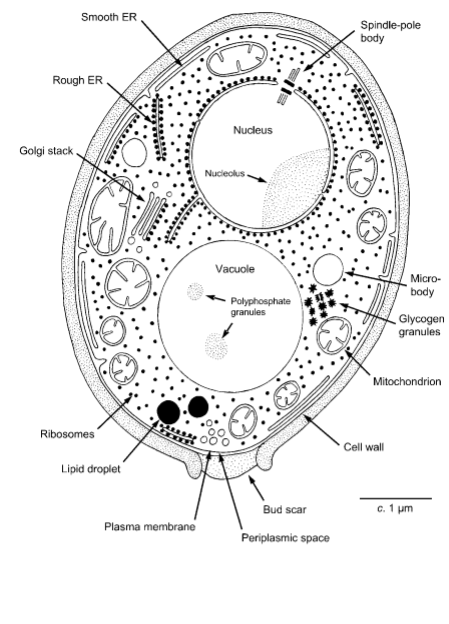 Smooth ER
Spindle-pole
body
Rough ER
Nucleus
Golgi stack
Nucleolus
Vacuole
Micro-
body
Polyphosphate
granules
Glycogen
granules
Mitochondrion
Ribosomes
Cell wall
Lipid droplet
Bud scar
c. 1 μm
Plasma membrane
Periplasmic space